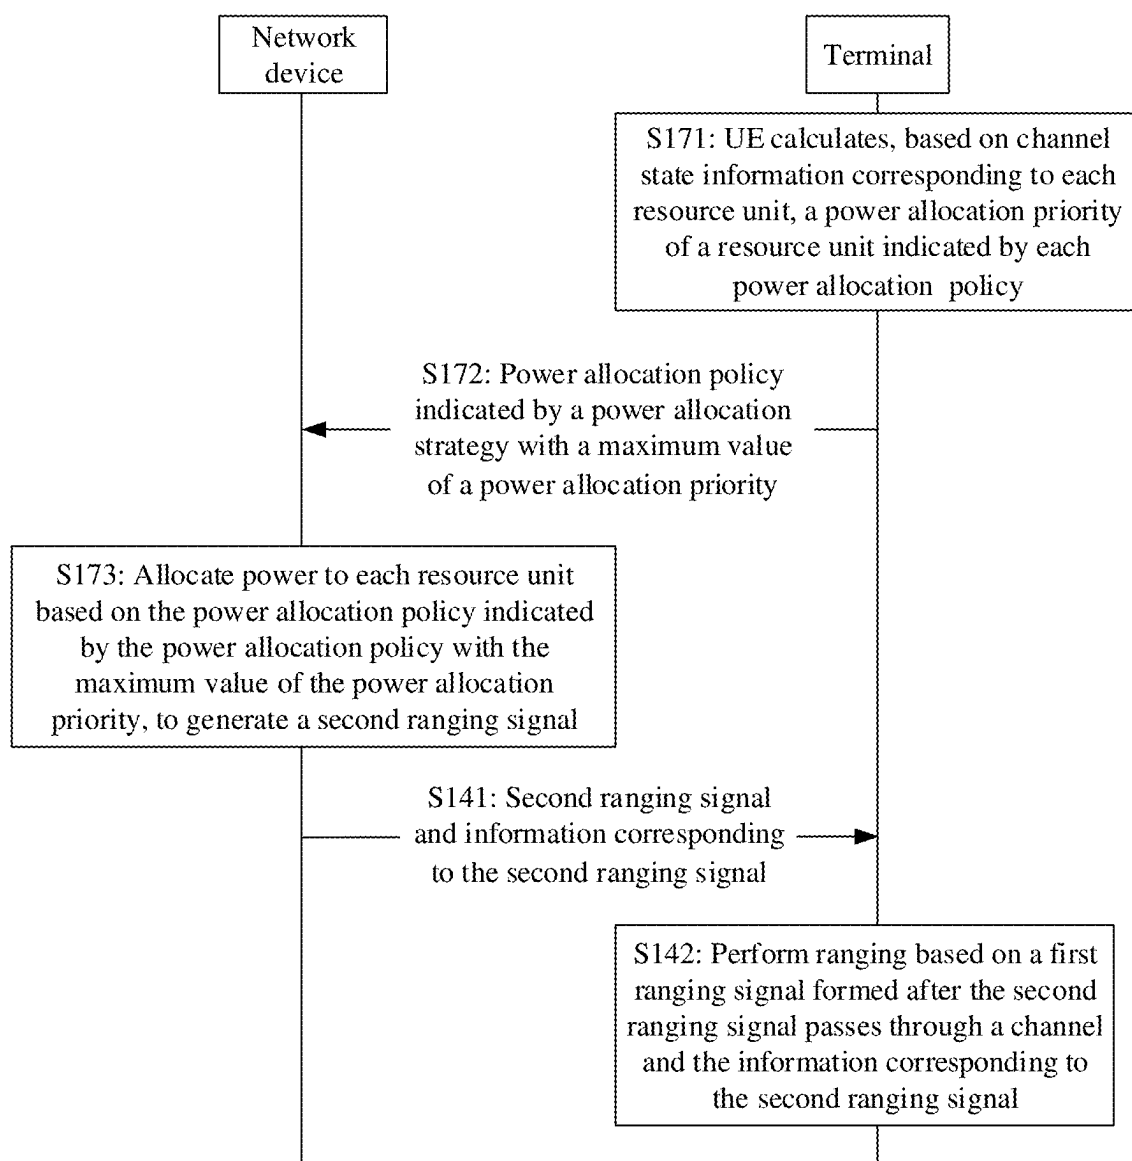 Network
device
Terminal
S171: UE calculates, based on channel
state information corresponding to each
resource unit, a power allocation priority
of a resource unit indicated by each
power allocation policy
S172: Power allocation policy
indicated by a power allocation
strategy with a maximum value
of a power allocation priority
S173: Allocate power to each resource unit
based on the power allocation policy indicated
by the power allocation policy with the
maximum value of the power allocation
priority, to generate a second ranging signal
S141: Second ranging signal
and information corresponding
to the second ranging signal
S142: Perform ranging based on a first
ranging signal formed after the second
ranging signal passes through a channel
and the information corresponding to
the second ranging signal